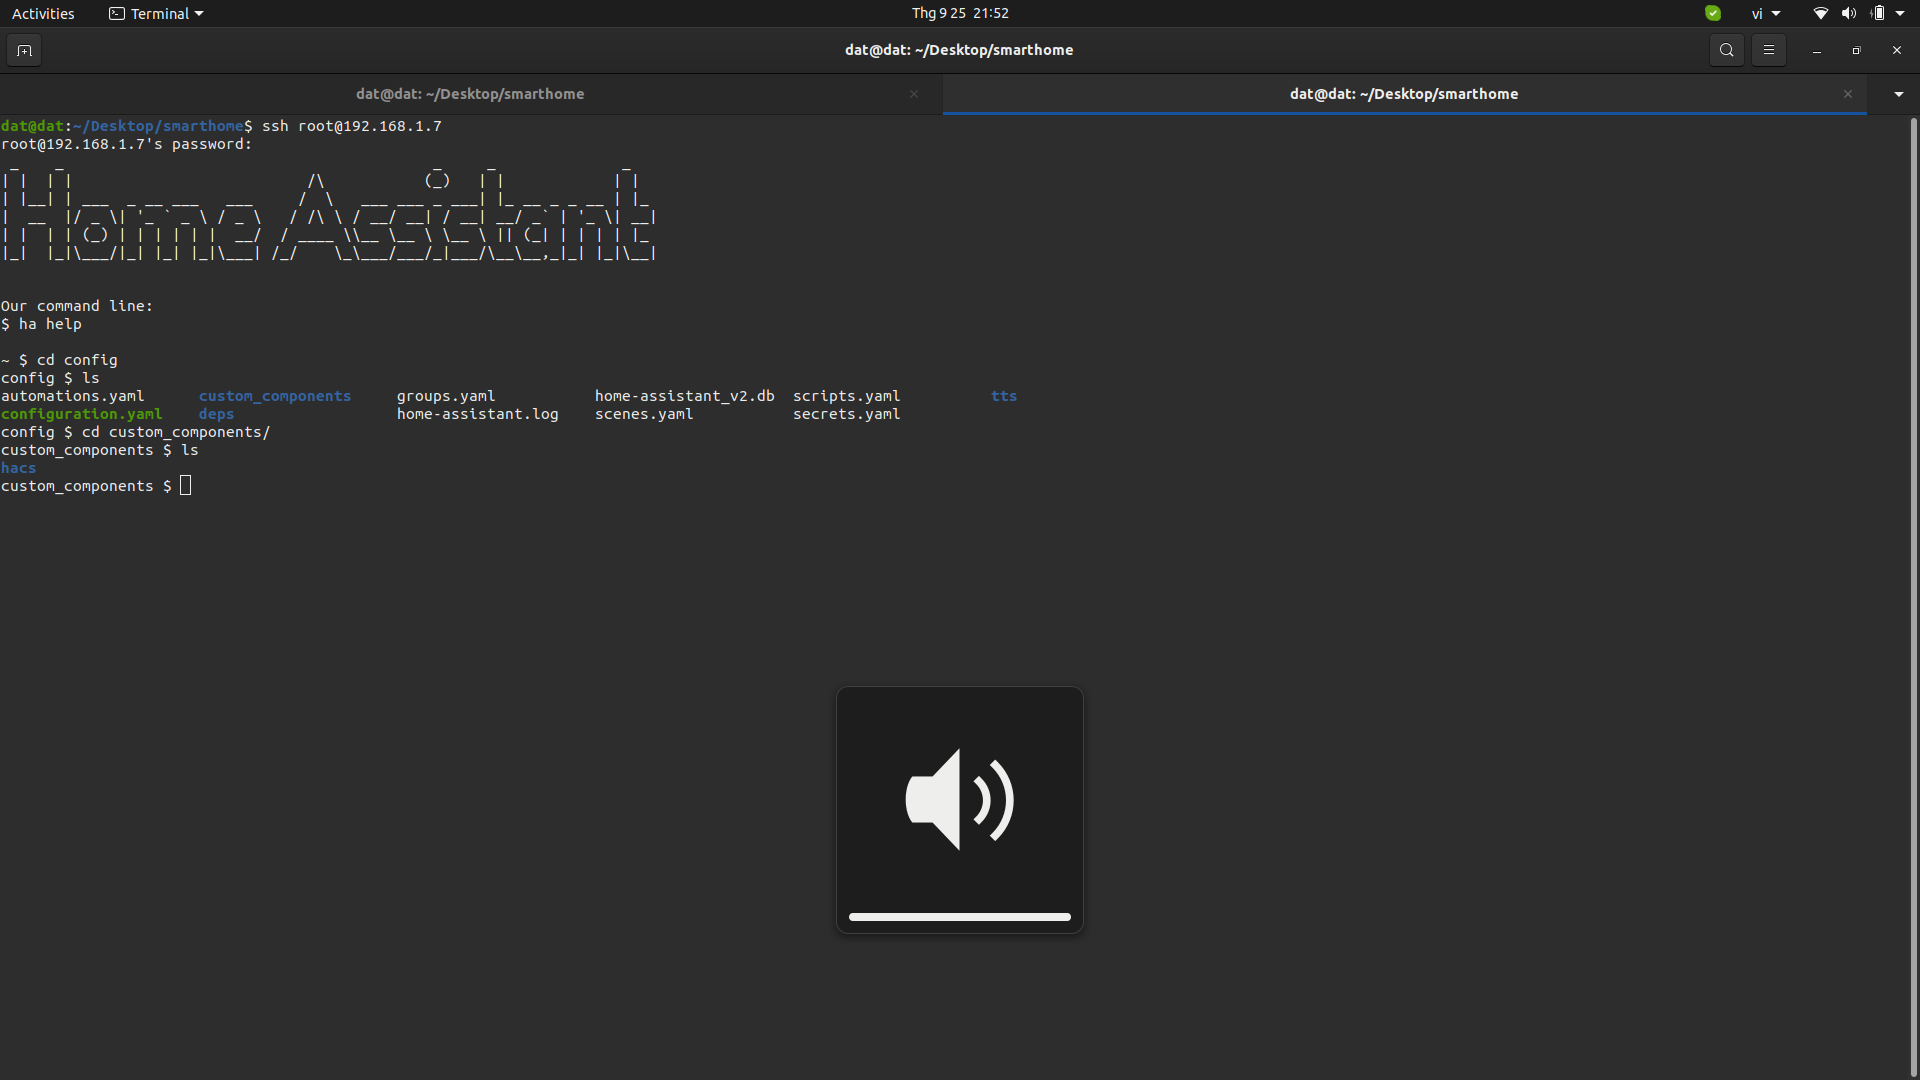 Activities Terminal Thg 9 25 21:52 vi
dat@dat: ~/Desktop/smarthome
dat@dat: ~/Desktop/smarthome dat@dat: ~/Desktop/smarthome
dat@dat:~/Desktop/smarthome$ ssh root@192.168.1.7
root@192.168.1.7's password:
Home Assistant
Our command line:
$ ha help
~ $ cd config
config $ ls
automations.yaml custom_components groups.yaml home-assistant_v2.db scripts.yaml tts
configuration.yaml deps home-assistant.log scenes.yaml secrets.yaml
config $ cd custom_components/
custom_components $ ls
hacs
custom_components $